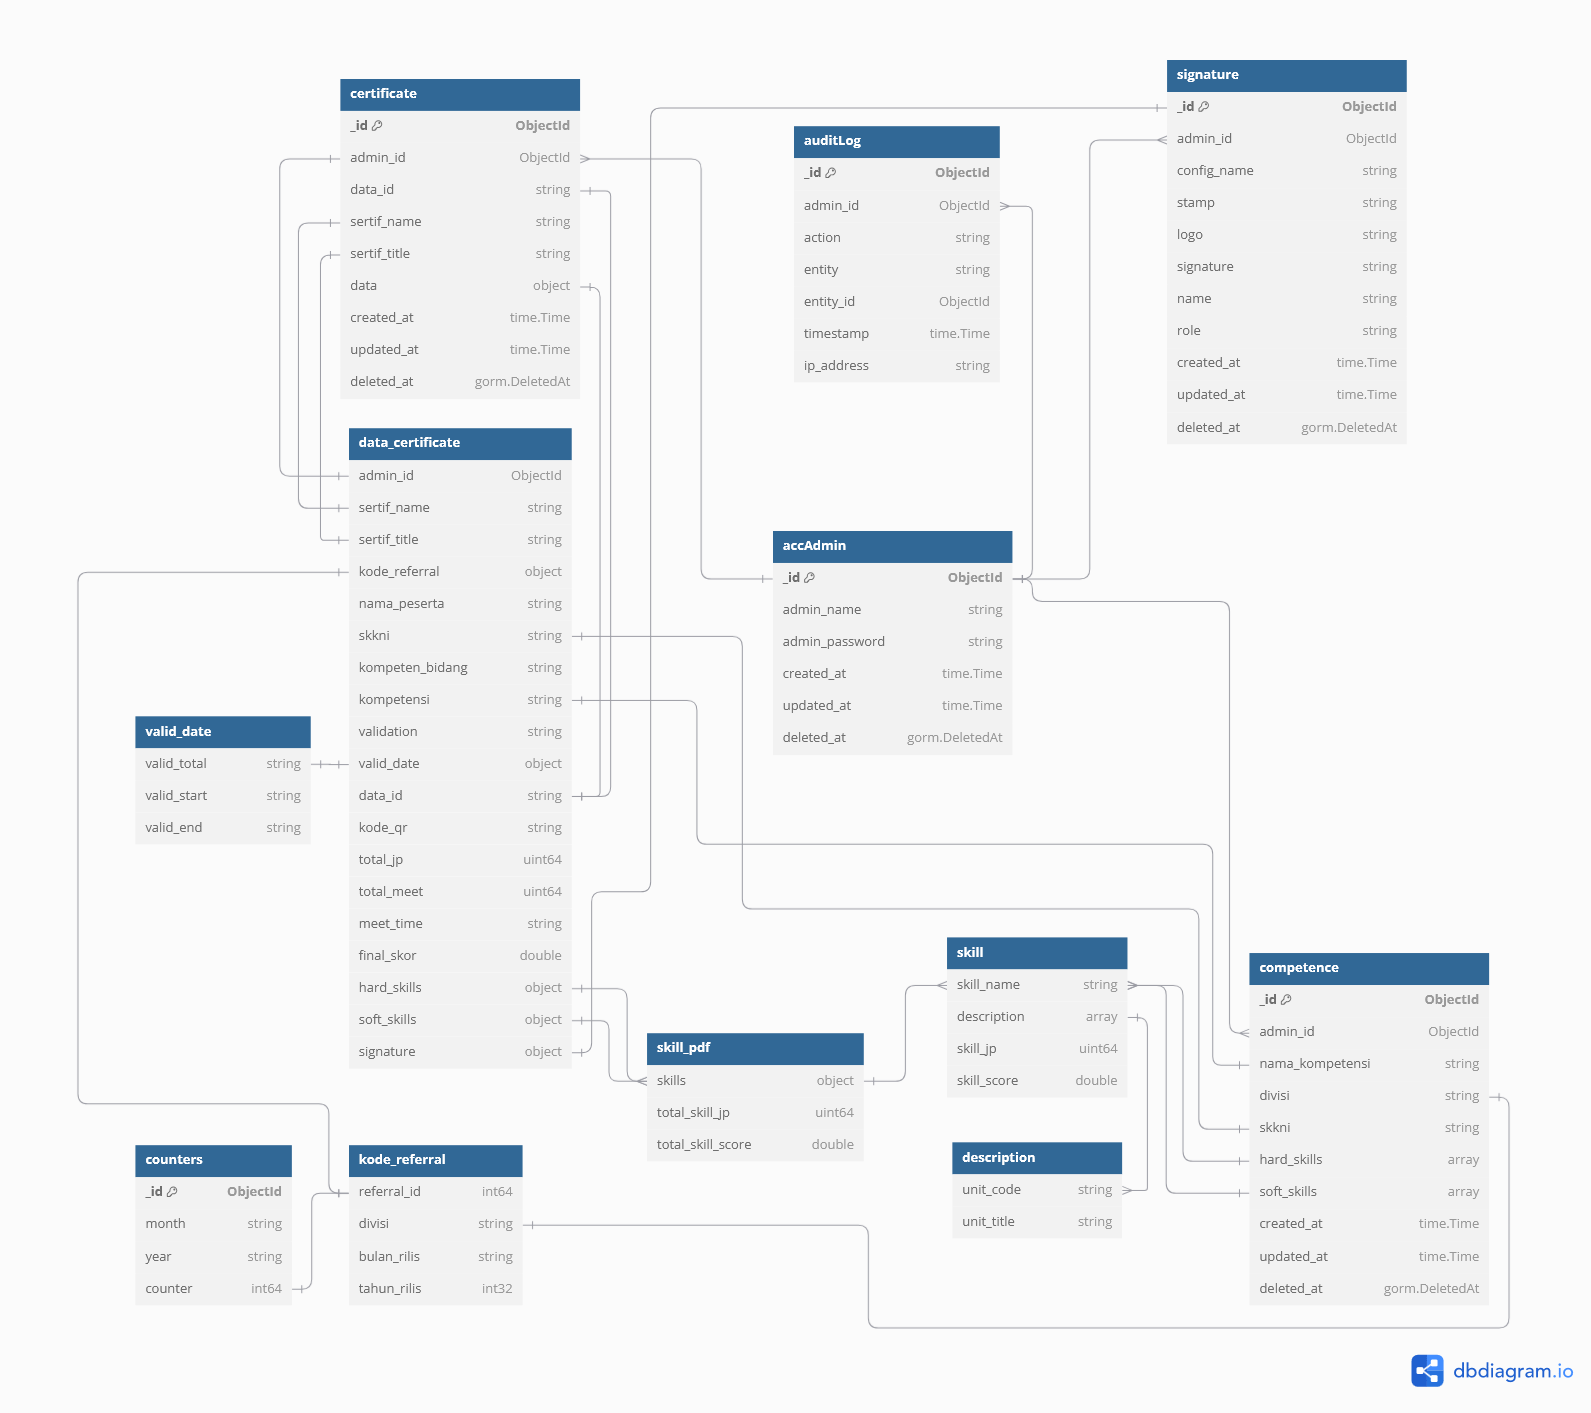 certificate
_id ObjectId
admin_id ObjectId
data_id string
sertif_name string
sertif_title string
data object
created_at time.Time
updated_at time.Time
deleted_at gorm.DeletedAt
auditLog
_id ObjectId
admin_id ObjectId
action string
entity string
entity_id ObjectId
timestamp time.Time
ip_address string
signature
_id ObjectId
admin_id ObjectId
config_name string
stamp string
logo string
signature string
name string
role string
created_at time.Time
updated_at time.Time
deleted_at gorm.DeletedAt
data_certificate
admin_id ObjectId
sertif_name string
sertif_title string
kode_referral object
nama_peserta string
skkni string
kompeten_bidang string
kompetensi string
validation string
valid_date object
data_id string
kode_qr string
total_jp uint64
total_meet uint64
meet_time string
final_skor double
hard_skills object
soft_skills object
signature object
accAdmin
_id ObjectId
admin_name string
admin_password string
created_at time.Time
updated_at time.Time
deleted_at gorm.DeletedAt
valid_date
valid_total string
valid_start string
valid_end string
skill
skill_name string
description array
skill_jp uint64
skill_score double
competence
_id ObjectId
admin_id ObjectId
nama_kompetensi string
divisi string
skkni string
hard_skills array
soft_skills array
created_at time.Time
updated_at time.Time
deleted_at gorm.DeletedAt
skill_pdf
skills object
total_skill_jp uint64
total_skill_score double
description
unit_code string
unit_title string
counters
_id ObjectId
month string
year string
counter int64
kode_referral
referral_id int64
divisi string
bulan_rilis string
tahun_rilis int32
dbdiagram.io